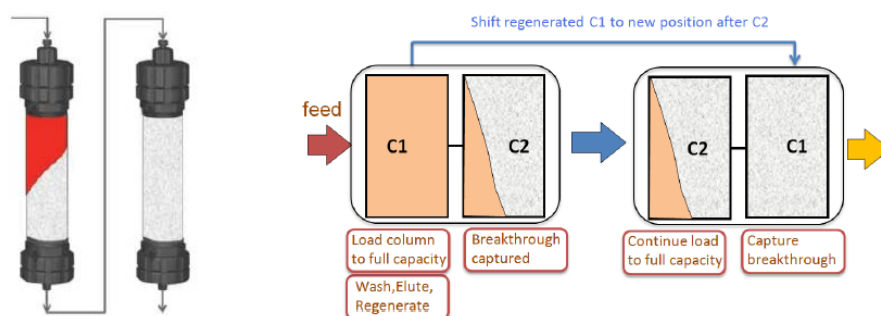 Shift regenerated C1 to new position after C2
feed
C1
C2
C2
C1
Load column
to full capacity
Breakthrough
captured
Continue load
to full capacity
Capture
breakthrough
Wash,Elute,
Regenerate